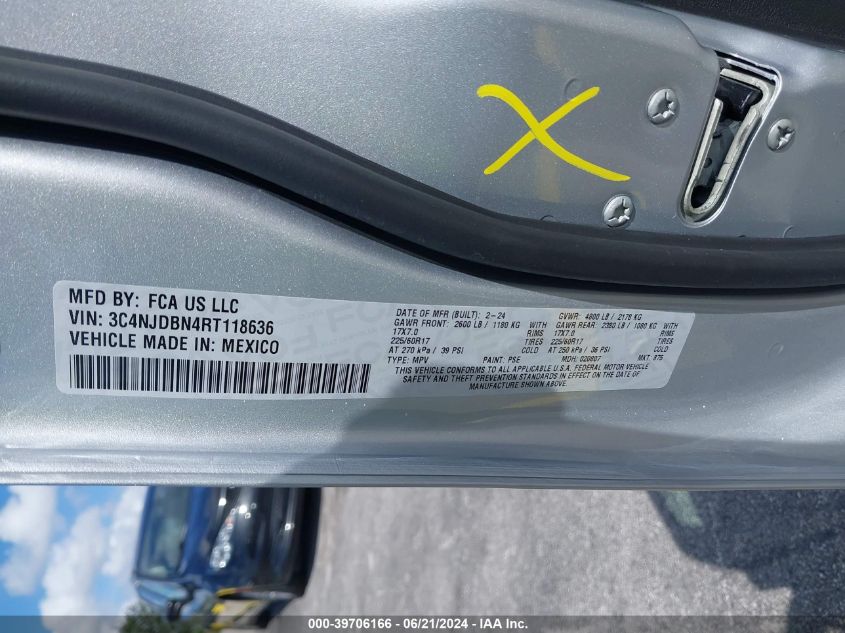 MFD BY: FCA US LLC
VIN: 3C4NJDBN4RT118636
VEHICLE MADE IN: MEXICO
DATE OF MFR (BUILT): 2-24 GVWR: 4800 LB / 2178 KG
GAWR FRONT: 2600 LB / 1180 KG WITH GAWR REAR: 2380 LB / 1080 KG WITH
17X7.0 RIMS 17X7.0 RIMS
225/60R17 TIRES 225/60R17 TIRES
AT 270 kPa / 39 PSI COLD AT 250 kPa / 36 PSI COLD
TYPE: MPV PAINT: PSE MDH: 020807 MKT: 875
THIS VEHICLE CONFORMS TO ALL APPLICABLE U.S.A. FEDERAL MOTOR VEHICLE
SAFETY AND THEFT PREVENTION STANDARDS IN EFFECT ON THE DATE OF
MANUFACTURE SHOWN ABOVE.
000-39706166 - 06/21/2024 - IAA Inc.